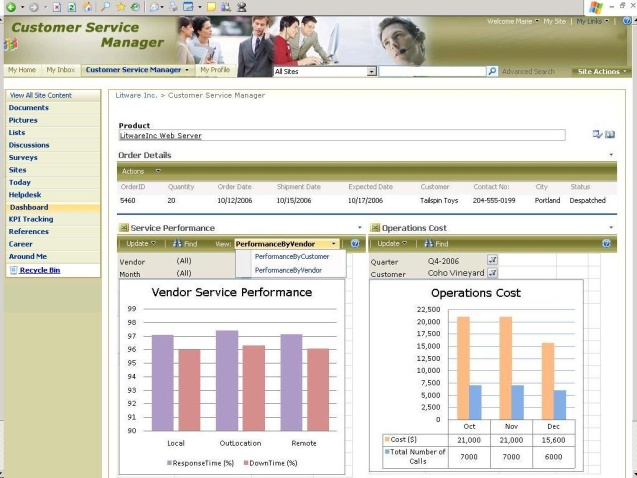 Welcome Marie My Site | My Links
Customer Service
Manager
My Home My Inbox Customer Service Manager My Profile
All Sites Advanced Search Site Actions
View All Site Content
Documents
Pictures
Lists
Discussions
Surveys
Sites
Today
Helpdesk
Dashboard
KPI Tracking
References
Career
Around Me
Recycle Bin
Litware Inc. > Customer Service Manager
Product
LitwareInc Web Server
Order Details
Actions
OrderID Quantity Order Date Shipment Date Expected Date Customer Contact No: City Status
5460 20 10/12/2006 10/15/2006 10/17/2006 Tailspin Toys 204-555-0199 Portland Despatched
Service Performance
Update Find View: PerformanceByVendor
PerformanceByCustomer
PerformanceByVendor
Vendor (All)
Month (All)
Vendor Service Performance
99
98
97
96
95
94
93
92
91
90
Local OutLocation Remote
ResponseTime (%) DownTime (%)
Operations Cost
Update Find
Quarter Q4-2006
Customer Coho Vineyard
Operations Cost
22,500
20,000
17,500
15,000
12,500
10,000
7,500
5,000
2,500
0
Oct Nov Dec
Cost ($) 21,000 21,000 15,600
Total Number of Calls 7000 7000 6000